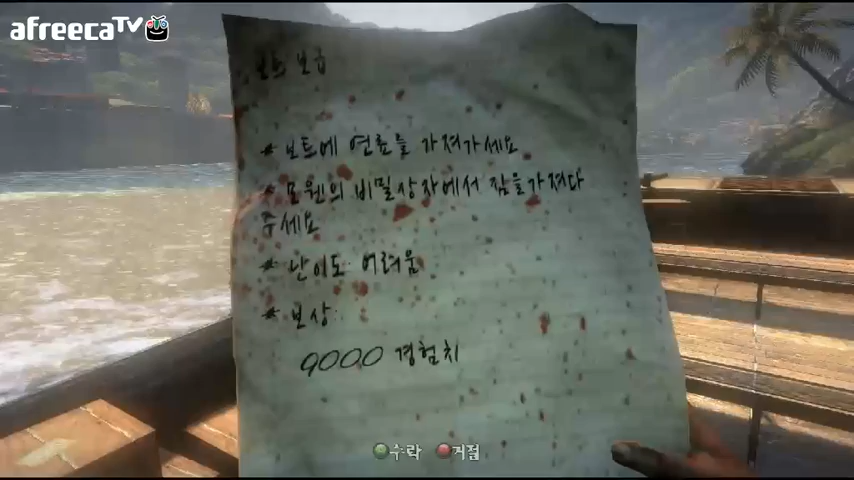 afreecaTV
보트 보급
* 보트에 연료를 가져가세요
* 모웬의 비밀상자에서 짐을가져다
주세요
* 난이도: 어려움
* 보상:
9000 경험치
수락 거절